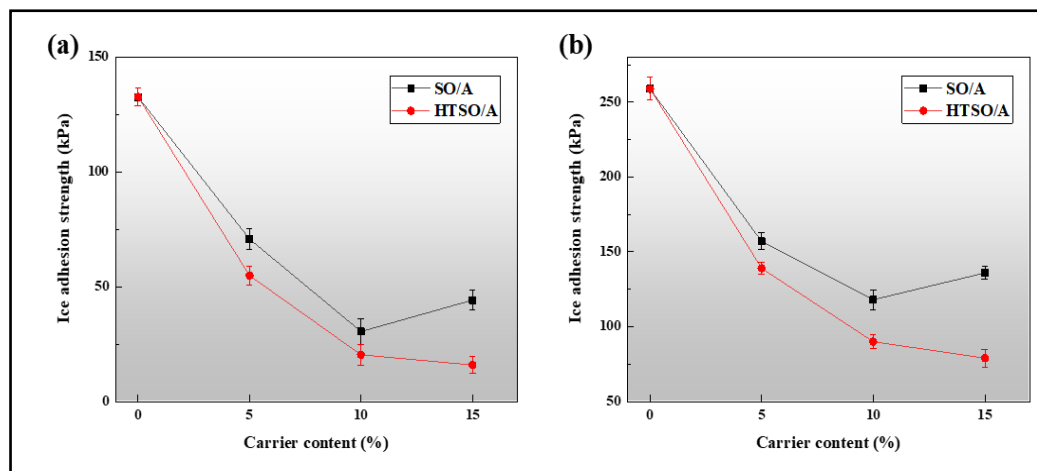 (a)
150
100
50
0
0 5 10 15
Ice adhesion strength (kPa)
Carrier content (%)
SO/A
HTSO/A
(b)
250
200
150
100
50
0 5 10 15
Ice adhesion strength (kPa)
Carrier content (%)
SO/A
HTSO/A